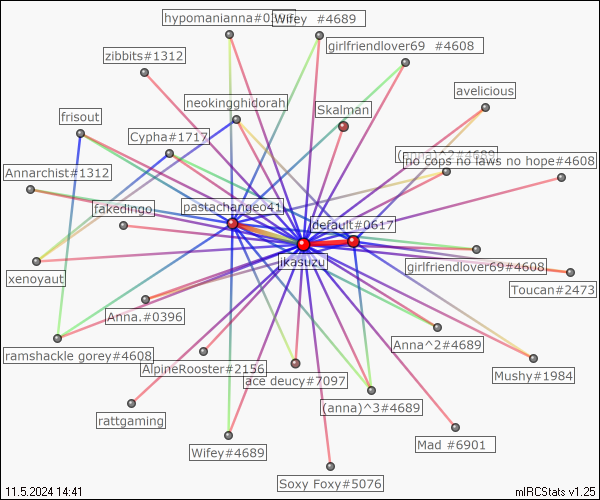 hypomanianna#0
Wifey  #4689
girlfriendlover69  #4608
zibbits#1312
avelicious
neokingghidorah
Skalman
frisout
Cypha#1717
(anna)^2#4689
no cops no laws no hope#4608
Annarchist#1312
fakedingo
pastachangeo41
default#0617
jkasuzu
xenoyaut
girlfriendlover69#4608
Toucan#2473
Anna.#0396
Anna^2#4689
ramshackle gorey#4608
AlpineRooster#2156
ace deucy#7097
Mushy#1984
rattgaming
(anna)^3#4689
Wifey#4689
Mad #6901
Soxy Foxy#5076
11.5.2024 14:41
mIRCStats v1.25